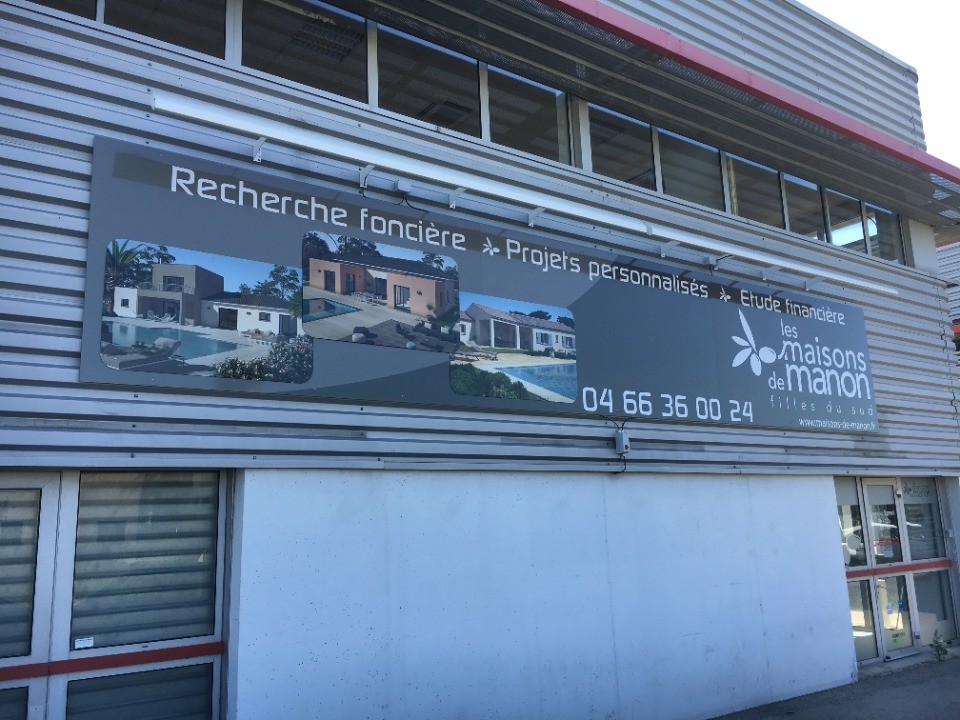 Recherche foncière Projets personnalisés Etude financière
les
maisons
de manon
filles du sud
04 66 36 00 24
www.maisons-de-manon.fr